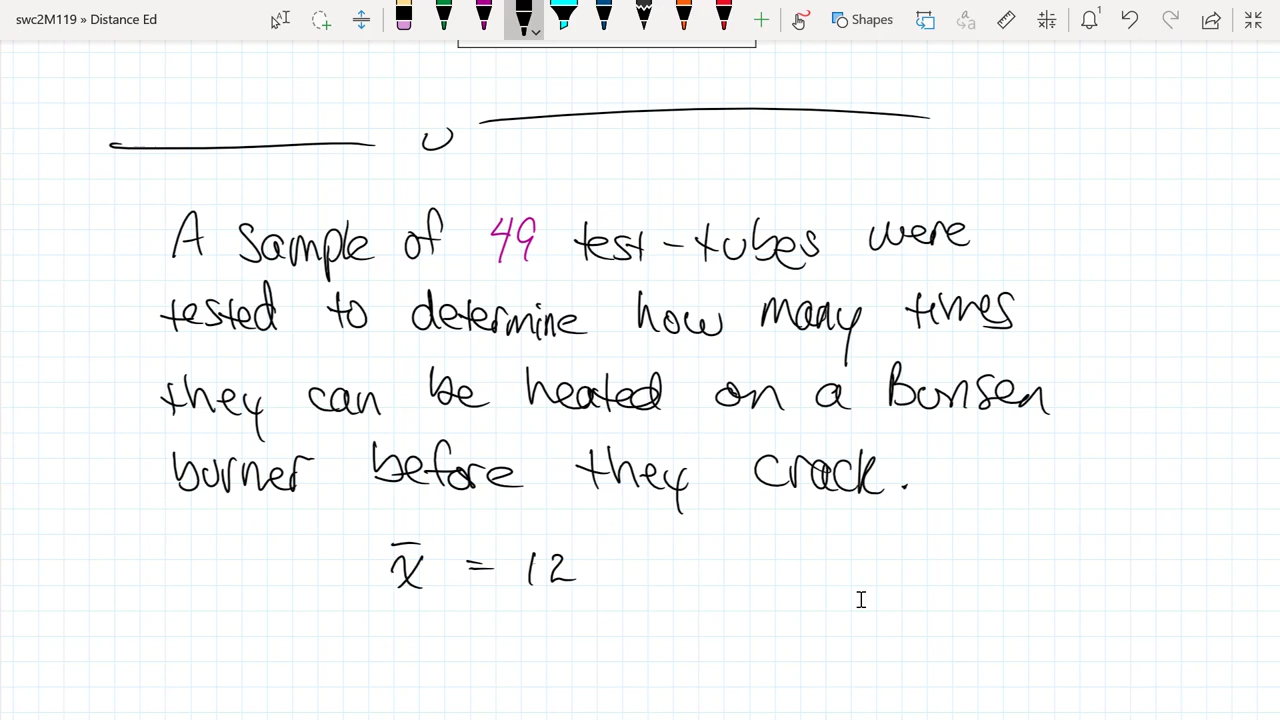 swc2M119 » Distance Ed
Shapes
A sample of 49 test-tubes were
tested to determine how many times
they can be heated on a Bunsen
burner before they crack.
x̄ = 12